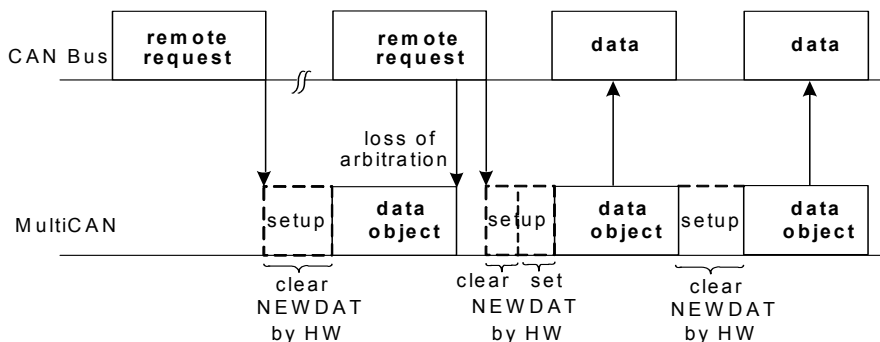 remote
request
remote
request
data
data
CAN Bus
loss of
arbitration
MultiCAN
setup
data
object
setup
data
object
setup
data
object
clear
NEWDAT
by HW
clear set
NEWDAT
by HW
clear
NEWDAT
by HW